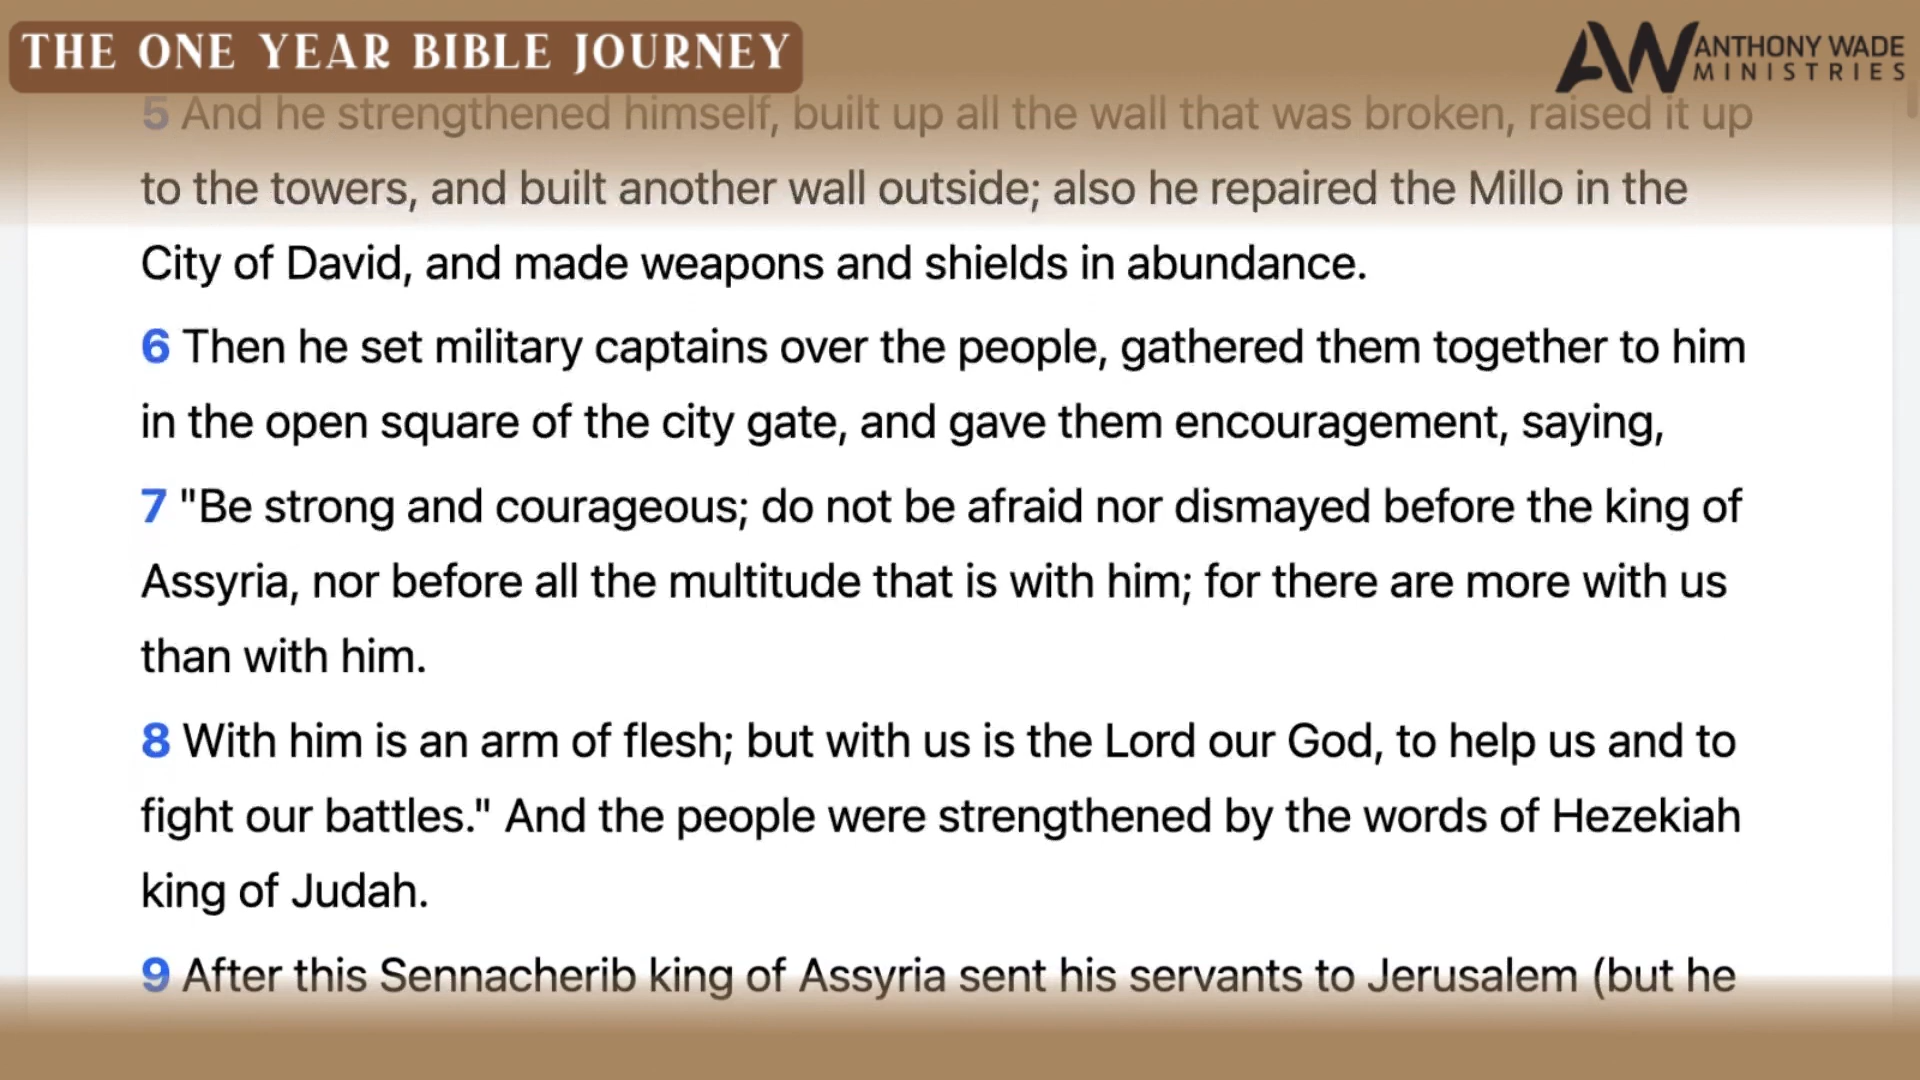 THE ONE YEAR BIBLE JOURNEY
AW ANTHONY WADE
MINISTRIES
5 And he strengthened himself, built up all the wall that was broken, raised it up
to the towers, and built another wall outside; also he repaired the Millo in the
City of David, and made weapons and shields in abundance.
6 Then he set military captains over the people, gathered them together to him
in the open square of the city gate, and gave them encouragement, saying,
7 "Be strong and courageous; do not be afraid nor dismayed before the king of
Assyria, nor before all the multitude that is with him; for there are more with us
than with him.
8 With him is an arm of flesh; but with us is the Lord our God, to help us and to
fight our battles." And the people were strengthened by the words of Hezekiah
king of Judah.
9 After this Sennacherib king of Assyria sent his servants to Jerusalem (but he